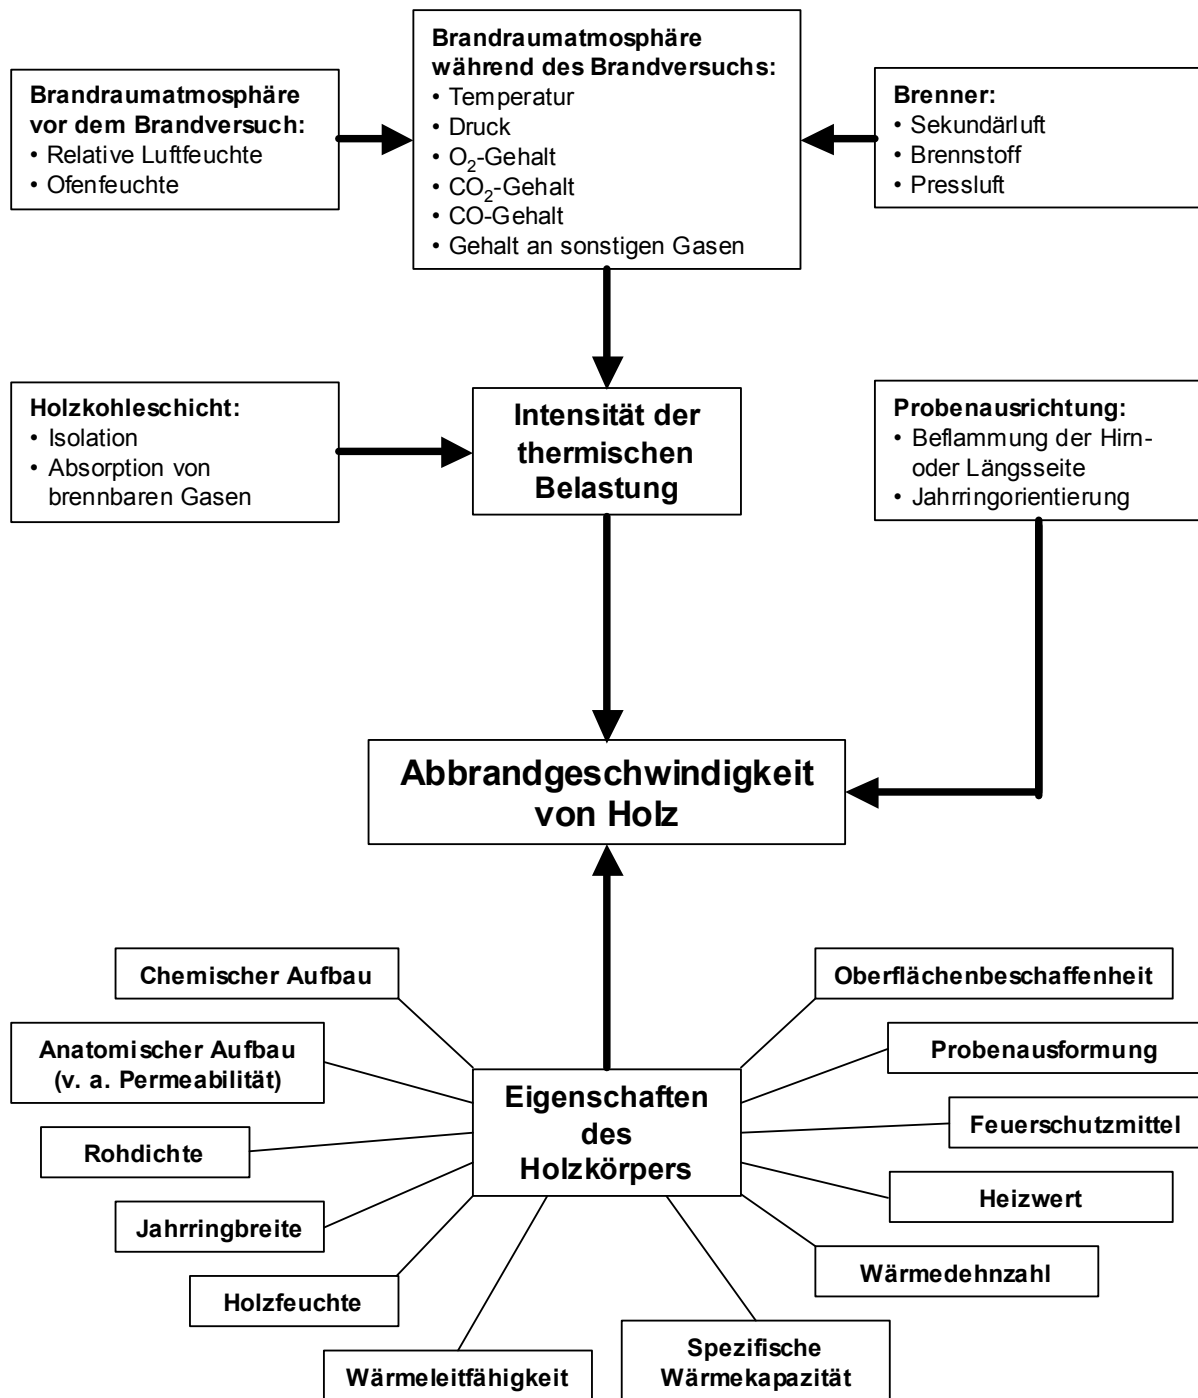 Brandraumatmosphäre
vor dem Brandversuch:
• Relative Luftfeuchte
• Ofenfeuchte
Brandraumatmosphäre
während des Brandversuchs:
• Temperatur
• Druck
• O₂-Gehalt
• CO₂-Gehalt
• CO-Gehalt
• Gehalt an sonstigen Gasen
Brenner:
• Sekundärluft
• Brennstoff
• Pressluft
Holzkohleschicht:
• Isolation
• Absorption von
brennbaren Gasen
Intensität der
thermischen
Belastung
Probenausrichtung:
• Beflammung der Hirn-
oder Längsseite
• Jahrringorientierung
Abbrandgeschwindigkeit
von Holz
Chemischer Aufbau
Anatomischer Aufbau
(v. a. Permeabilität)
Rohdichte
Jahrringbreite
Holzfeuchte
Wärmeleitfähigkeit
Eigenschaften
des
Holzkörpers
Oberflächenbeschaffenheit
Probenausformung
Feuerschutzmittel
Heizwert
Wärmedehnzahl
Spezifische
Wärmekapazität